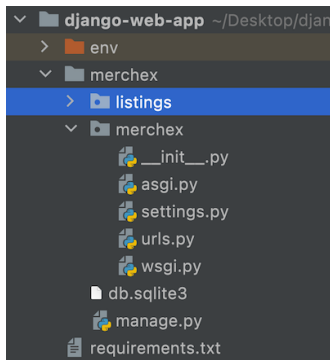 django-web-app ~/Desktop/djan
env
merchex
listings
merchex
__init__.py
asgi.py
settings.py
urls.py
wsgi.py
db.sqlite3
manage.py
requirements.txt